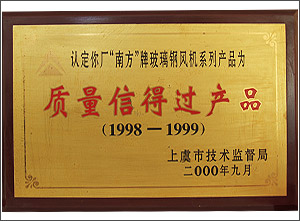 认定你厂“南方”牌玻璃钢风机系列产品为
质量信得过产品
(1998－1999)
上虞市技术监督局
二000年九月